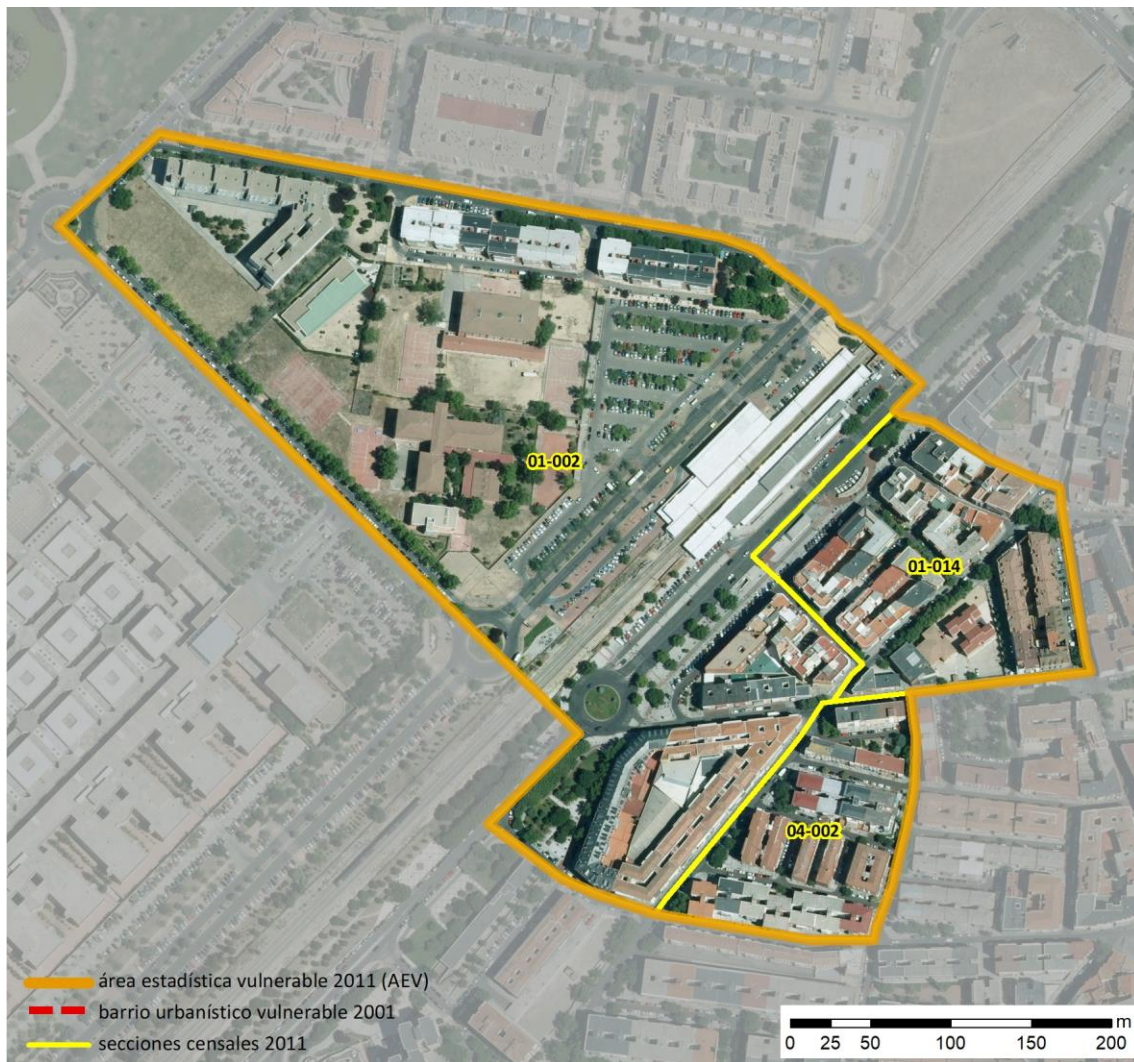 01-002
01-014
04-002
área estadística vulnerable 2011 (AEV)
barrio urbanístico vulnerable 2001
secciones censales 2011
m
0 25 50 100 150 200